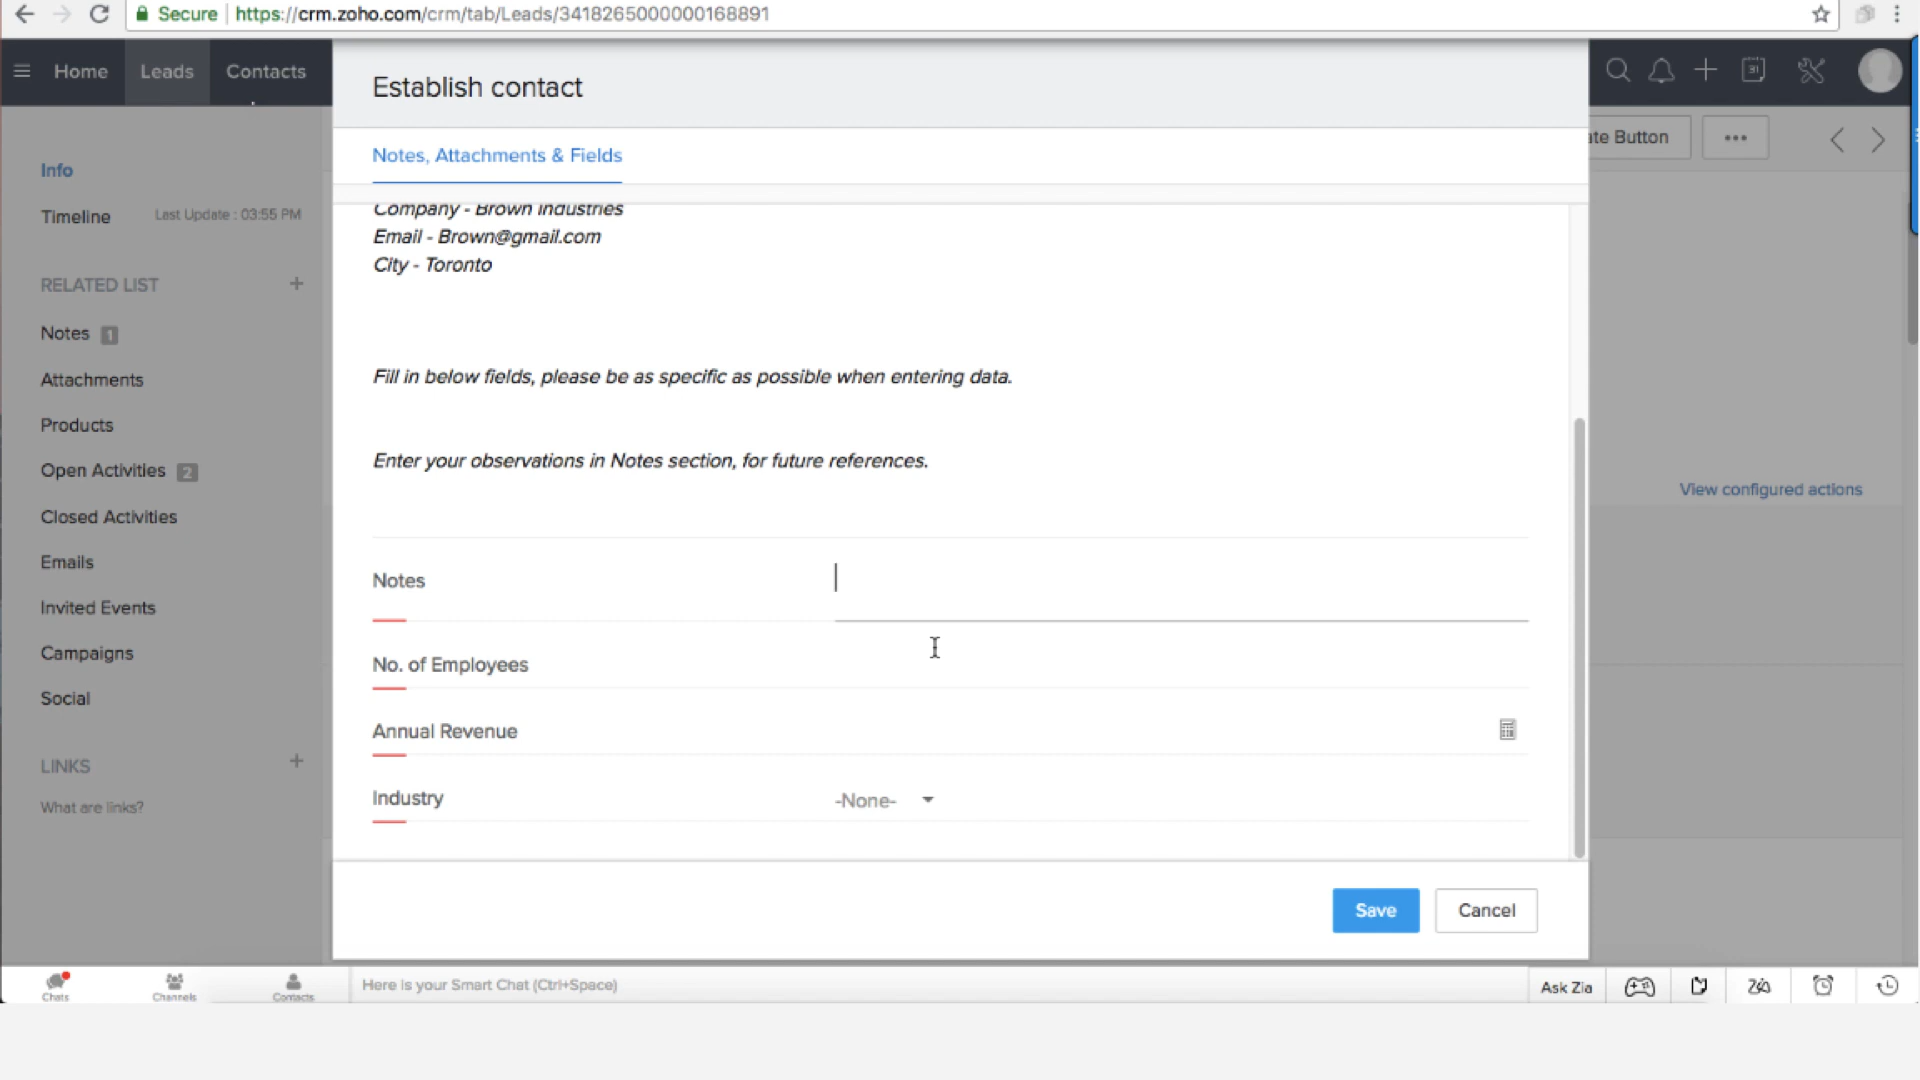 Secure https://crm.zoho.com/crm/tab/Leads/3418265000000168891
Home Leads Contacts
Establish contact
31
Notes, Attachments & Fields
ate Button
Info
Timeline Last Update : 03:55 PM
RELATED LIST
Notes 1
Attachments
Products
Open Activities 2
Closed Activities
Emails
Invited Events
Campaigns
Social
LINKS
What are links?
Company - Brown Industries
Email - Brown@gmail.com
City - Toronto
Fill in below fields, please be as specific as possible when entering data.
Enter your observations in Notes section, for future references.
View configured actions
Notes
No. of Employees
Annual Revenue
Industry -None-
Save Cancel
Chats Channels Contacts Here is your Smart Chat (Ctrl+Space) Ask Zia